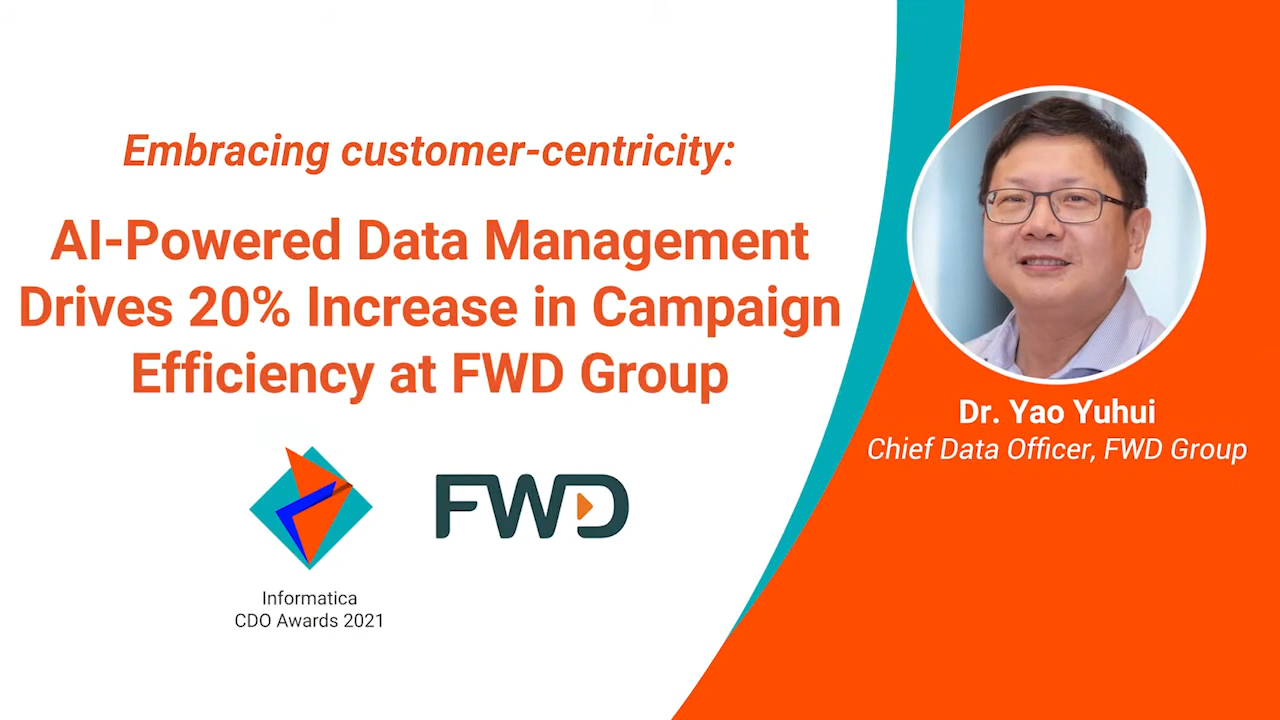 Embracing customer-centricity:
AI-Powered Data Management
Drives 20% Increase in Campaign
Efficiency at FWD Group
FWD
Informatica
CDO Awards 2021
Dr. Yao Yuhui
Chief Data Officer, FWD Group